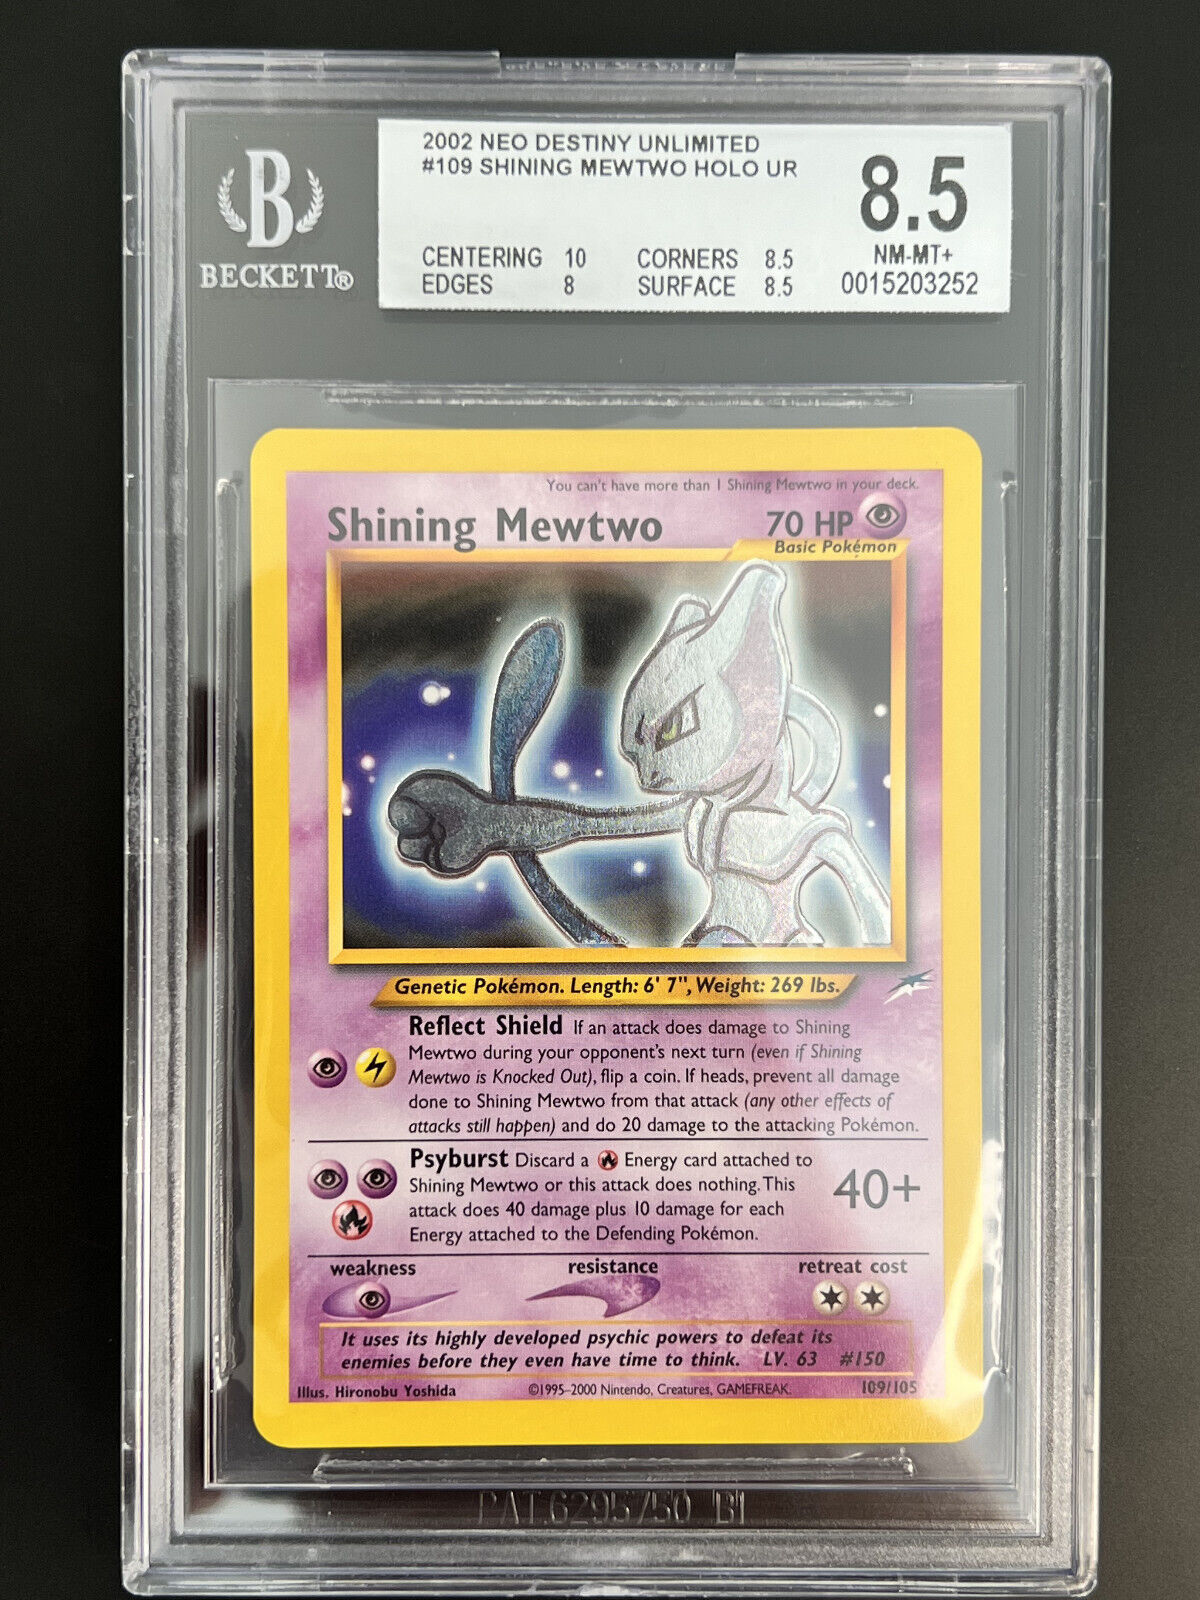 2002 NEO DESTINY UNLIMITED
#109 SHINING MEWTWO HOLO UR
8.5
CENTERING 10 CORNERS 8.5
NM-MT+
EDGES 8 SURFACE 8.5
0015203252
B
BECKETT®
You can't have more than 1 Shining Mewtwo in your deck.
Shining Mewtwo 70 HP
Basic Pokémon
Genetic Pokémon. Length: 6' 7", Weight: 269 lbs.
Reflect Shield If an attack does damage to Shining
Mewtwo during your opponent's next turn (even if Shining
Mewtwo is Knocked Out), flip a coin. If heads, prevent all damage
done to Shining Mewtwo from that attack (any other effects of
attacks still happen) and do 20 damage to the attacking Pokémon.
Psyburst Discard a Energy card attached to
Shining Mewtwo or this attack does nothing. This
attack does 40 damage plus 10 damage for each
Energy attached to the Defending Pokémon.
40+
weakness resistance retreat cost
It uses its highly developed psychic powers to defeat its
enemies before they even have time to think. LV. 63 #150
Illus. Hironobu Yoshida ©1995-2000 Nintendo, Creatures, GAMEFREAK. 109/105
PAT.6295750 B1